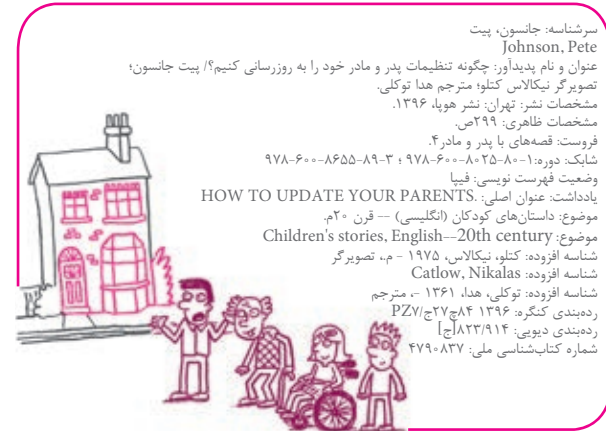 سرشناسه: جانسون، پیت
Johnson, Pete
عنوان و نام پدیدآور: چگونه تنظیمات پدر و مادر خود را به روزرسانی کنیم؟/ پیت جانسون؛
تصویرگر نیکالاس کتلو؛ مترجم هدا توکلی.
مشخصات نشر: تهران: نشر هوپا، ۱۳۹۶.
مشخصات ظاهری: ۲۹۹ص.
فروست: قصه‌های با پدر و مادر۴.
شابک: دوره:۱-۸۰-۸۰۲۵-۶۰۰-۹۷۸ ؛ ۳-۸۹-۸۶۵۵-۶۰۰-۹۷۸
وضعیت فهرست نویسی: فیپا
یادداشت: عنوان اصلی: .HOW TO UPDATE YOUR PARENTS
موضوع: داستان‌های کودکان (انگلیسی) -- قرن ۲۰م.
موضوع: Children's stories, English--20th century
شناسه افزوده: کتلو، نیکالاس، ۱۹۷۵ - م.، تصویرگر
شناسه افزوده: Catlow, Nikalas
شناسه افزوده: توکلی، هدا، ۱۳۶۱ -، مترجم
رده‌بندی کنگره: ۱۳۹۶ ۸۴چ۲۷ج/PZ۷
رده‌بندی دیویی: ۸۲۳/۹۱۴[ج]
شماره کتاب‌شناسی ملی: ۴۷۹۰۸۳۷